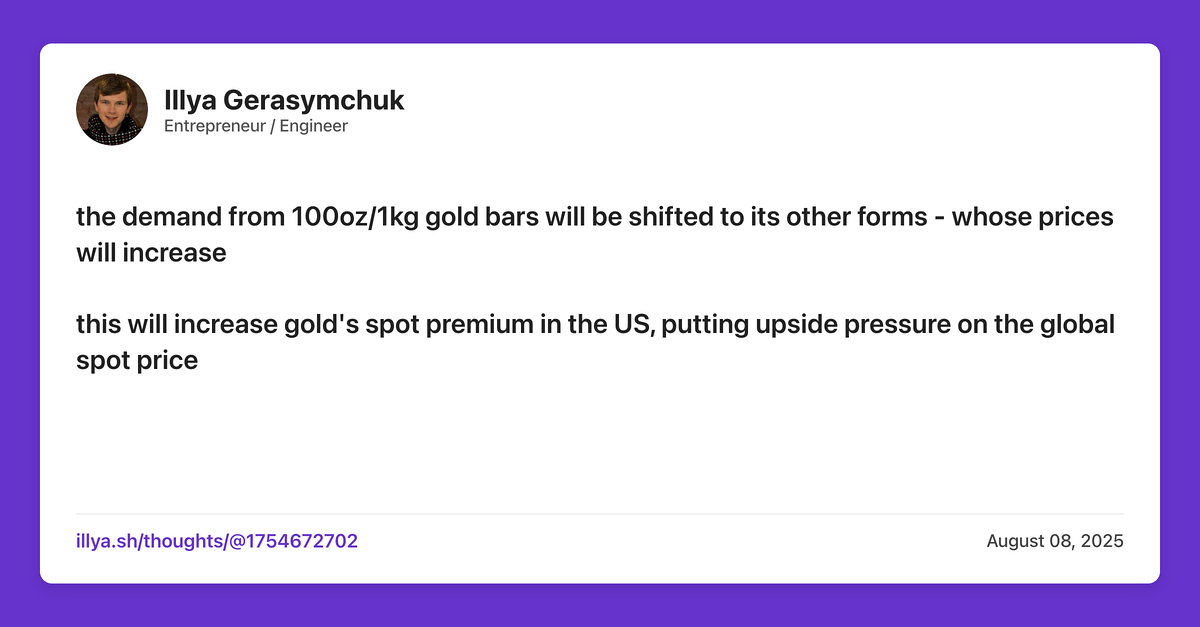 Illya Gerasymchuk
Entrepreneur / Engineer
the demand from 100oz/1kg gold bars will be shifted to its other forms - whose prices
will increase
this will increase gold's spot premium in the US, putting upside pressure on the global
spot price
illya.sh/thoughts/@1754672702
August 08, 2025